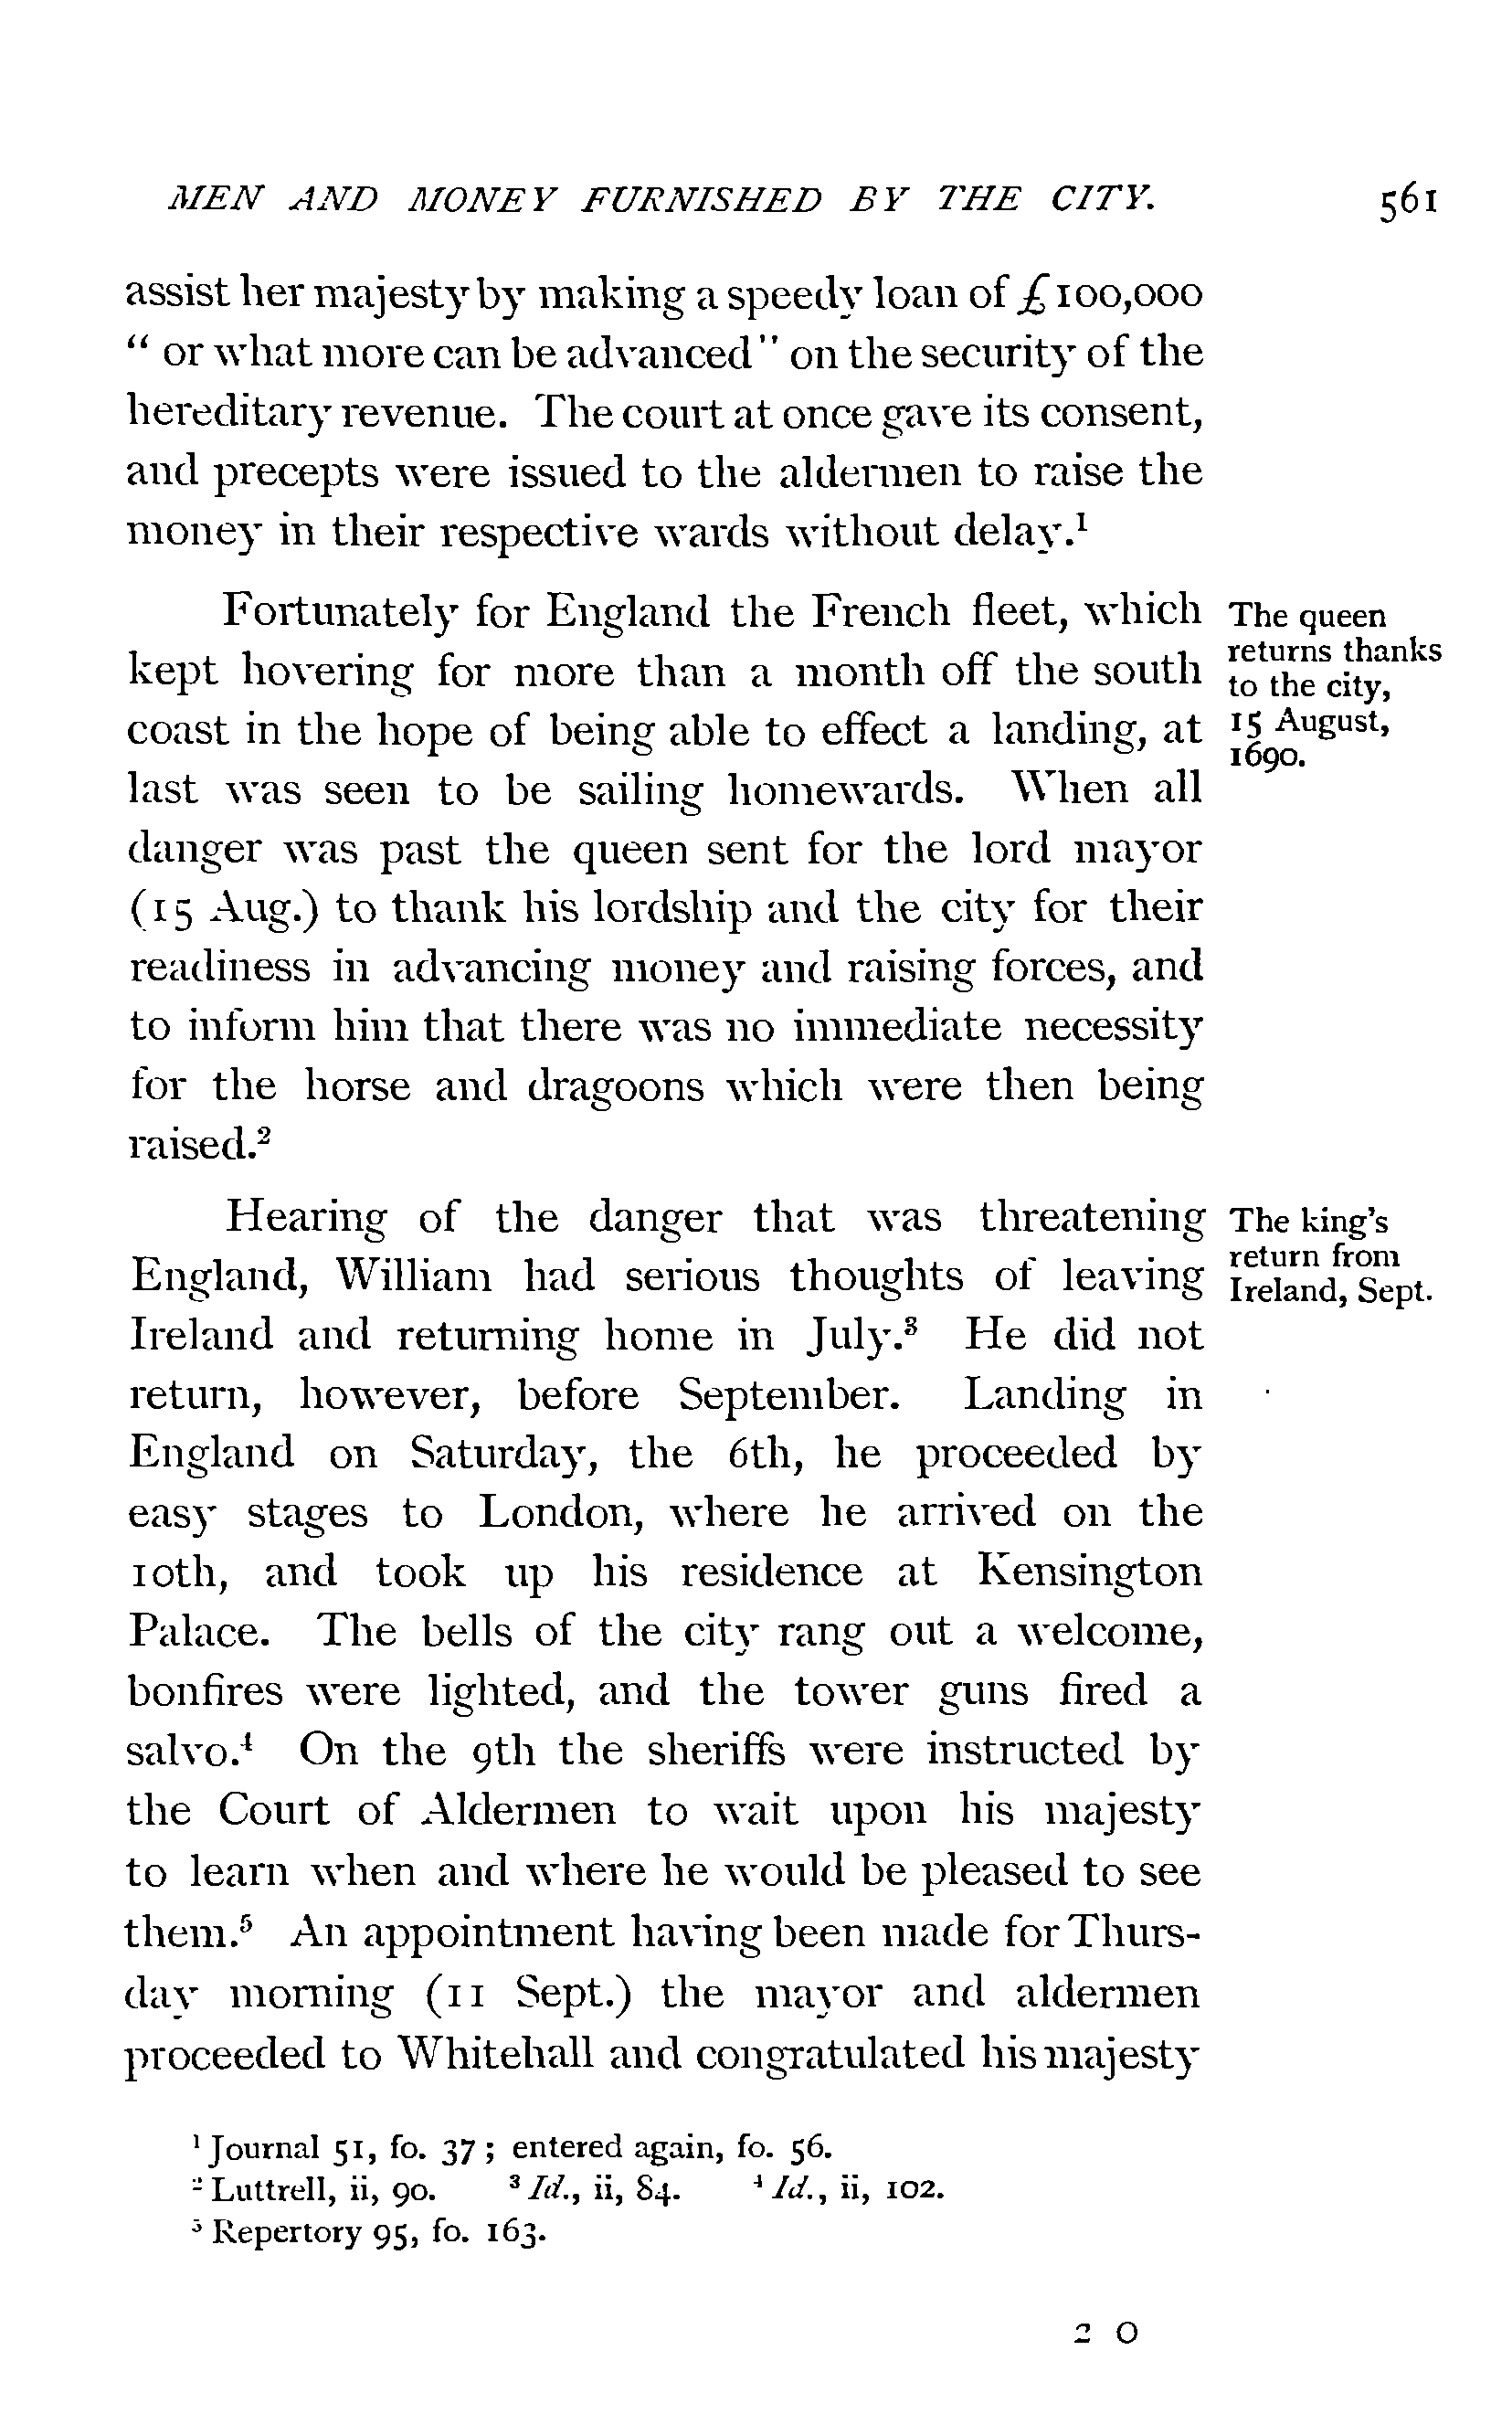 MEN AND MONEY FURNISHED BY THE CITY. 561
assist her majesty by making a speedy loan of £100,000
“ or what more can be advanced” on the security of the
hereditary revenue. The court at once gave its consent,
and precepts were issued to the aldermen to raise the
money in their respective wards without delay.¹
Fortunately for England the French fleet, which
kept hovering for more than a month off the south
coast in the hope of being able to effect a landing, at
last was seen to be sailing homewards. When all
danger was past the queen sent for the lord mayor
(15 Aug.) to thank his lordship and the city for their
readiness in advancing money and raising forces, and
to inform him that there was no immediate necessity
for the horse and dragoons which were then being
raised.²
The queen
returns thanks
to the city,
15 August,
1690.
Hearing of the danger that was threatening
England, William had serious thoughts of leaving
Ireland and returning home in July.³ He did not
return, however, before September. Landing in
England on Saturday, the 6th, he proceeded by
easy stages to London, where he arrived on the
10th, and took up his residence at Kensington
Palace. The bells of the city rang out a welcome,
bonfires were lighted, and the tower guns fired a
salvo.⁴ On the 9th the sheriffs were instructed by
the Court of Aldermen to wait upon his majesty
to learn when and where he would be pleased to see
them.⁵ An appointment having been made for Thurs-
day morning (11 Sept.) the mayor and aldermen
proceeded to Whitehall and congratulated his majesty
The king's
return from
Ireland, Sept.
¹ Journal 51, fo. 37; entered again, fo. 56.
² Luttrell, ii, 90. ³ Id., ii, 84. ⁴ Id., ii, 102.
⁵ Repertory 95, fo. 163.
2 O